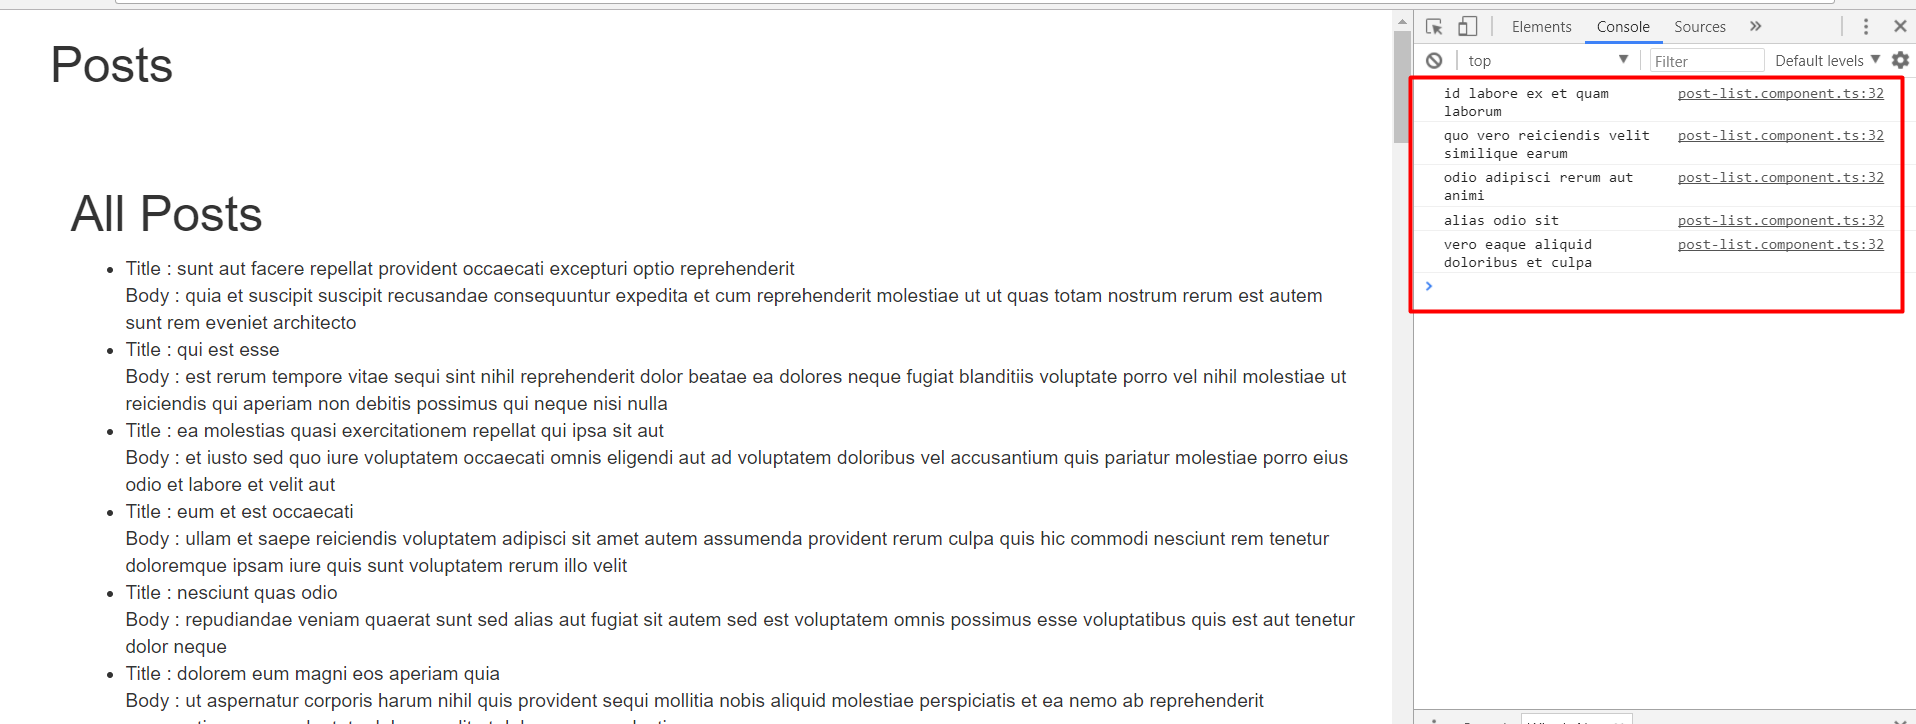 Posts
All Posts
Title : sunt aut facere repellat provident occaecati excepturi optio reprehenderit
Body : quia et suscipit suscipit recusandae consequuntur expedita et cum reprehenderit molestiae ut ut quas totam nostrum rerum est autem
sunt rem eveniet architecto
Title : qui est esse
Body : est rerum tempore vitae sequi sint nihil reprehenderit dolor beatae ea dolores neque fugiat blanditiis voluptate porro vel nihil molestiae ut
reiciendis qui aperiam non debitis possimus qui neque nisi nulla
Title : ea molestias quasi exercitationem repellat qui ipsa sit aut
Body : et iusto sed quo iure voluptatem occaecati omnis eligendi aut ad voluptatem doloribus vel accusantium quis pariatur molestiae porro eius
odio et labore et velit aut
Title : eum et est occaecati
Body : ullam et saepe reiciendis voluptatem adipisci sit amet autem assumenda provident rerum culpa quis hic commodi nesciunt rem tenetur
doloremque ipsam iure quis sunt voluptatem rerum illo velit
Title : nesciunt quas odio
Body : repudiandae veniam quaerat sunt sed alias aut fugiat sit autem sed est voluptatem omnis possimus esse voluptatibus quis est aut tenetur
dolor neque
Title : dolorem eum magni eos aperiam quia
Body : ut aspernatur corporis harum nihil quis provident sequi mollitia nobis aliquid molestiae perspiciatis et ea nemo ab reprehenderit
Elements Console Sources »
top Filter Default levels
id labore ex et quam post-list.component.ts:32
laborum
quo vero reiciendis velit post-list.component.ts:32
similique earum
odio adipisci rerum aut post-list.component.ts:32
animi
alias odio sit post-list.component.ts:32
vero eaque aliquid post-list.component.ts:32
doloribus et culpa